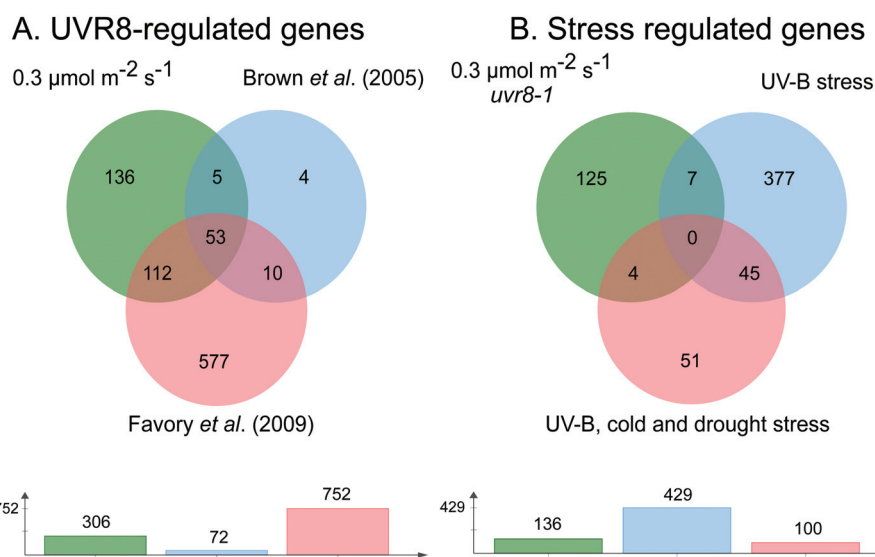 A. UVR8-regulated genes
0.3 µmol m⁻² s⁻¹
Brown et al. (2005)
136
5
4
53
112
10
577
Favory et al. (2009)
752
306
72
752
B. Stress regulated genes
0.3 µmol m⁻² s⁻¹
uvr8-1
UV-B stress
125
7
377
0
4
45
51
UV-B, cold and drought stress
429
136
429
100